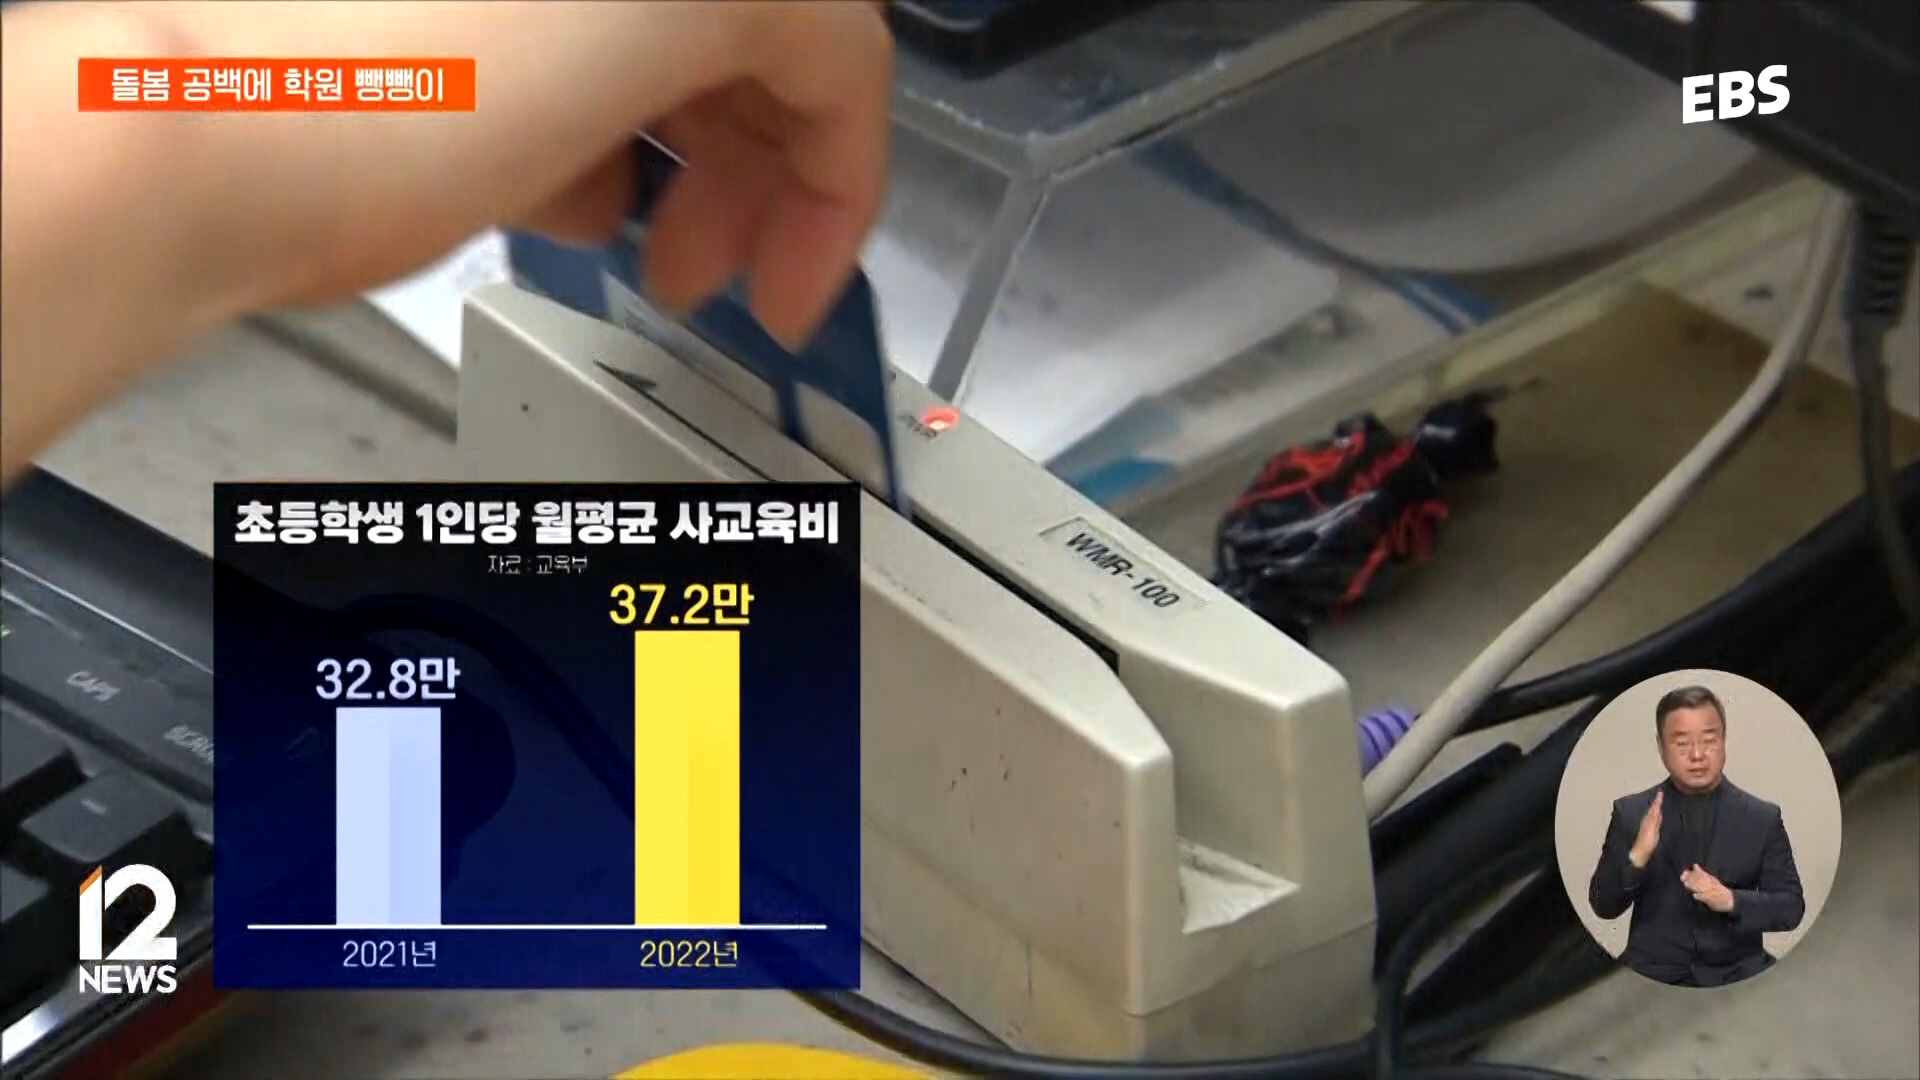 돌봄 공백에 학원 뺑뺑이
EBS
초등학생 1인당 월평균 사교육비
자료 : 교육부
37.2만
32.8만
2021년
2022년
WMR-100
CAPS
12
NEWS